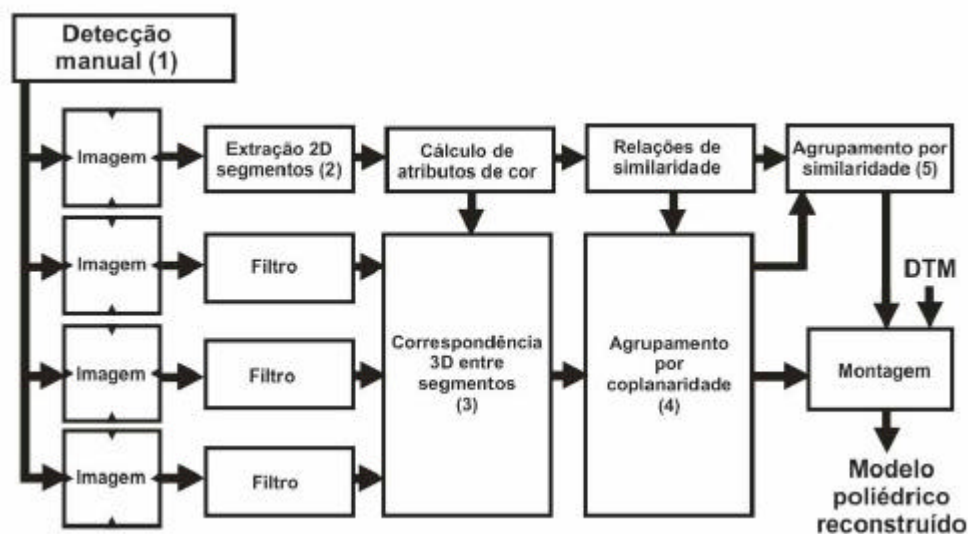 Detecção
manual (1)
Imagem
Extração 2D
segmentos (2)
Cálculo de
atributos de cor
Relações de
similaridade
Agrupamento por
similaridade (5)
Imagem
Filtro
DTM
Imagem
Filtro
Correspondência
3D entre
segmentos
(3)
Agrupamento
por
coplanaridade
(4)
Montagem
Imagem
Filtro
Modelo
poliédrico
reconstruído